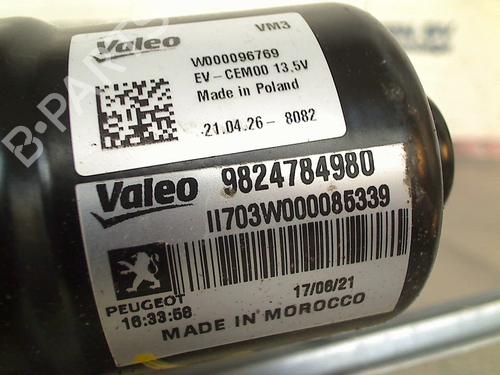 Valeo VM3
W000096769
EV-CEM00 13.5V
Made in Poland
21.04.26- 8082
Valeo 9824784980
II703W000085339
PEUGEOT 17/06/21
16:33:58
MADE IN MOROCCO
B-PARTS